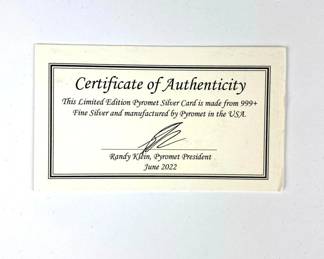 Certificate of Authenticity
This Limited Edition Pyromet Silver Card is made from 999+
Fine Silver and manufactured by Pyromet in the USA.
Randy Klein, Pyromet President
June 2022